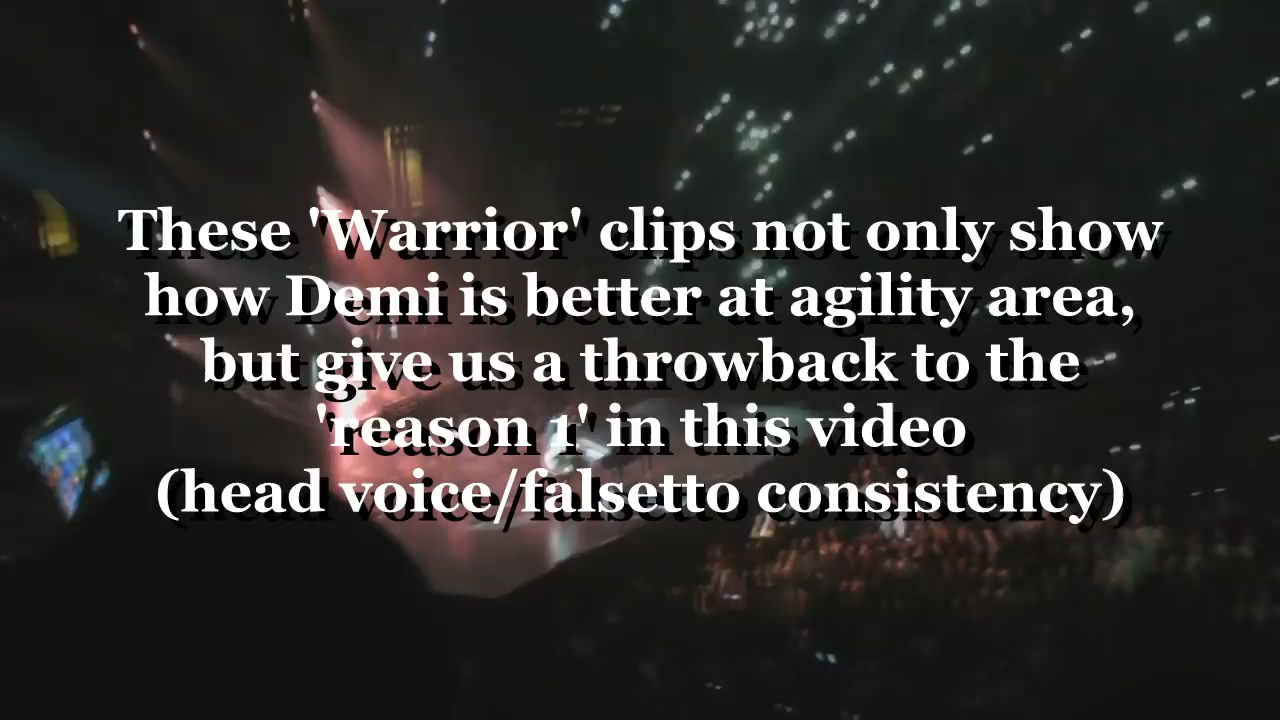 These 'Warrior' clips not only show
how Demi is better at agility area,
but give us a throwback to the
'reason 1' in this video
(head voice/falsetto consistency)